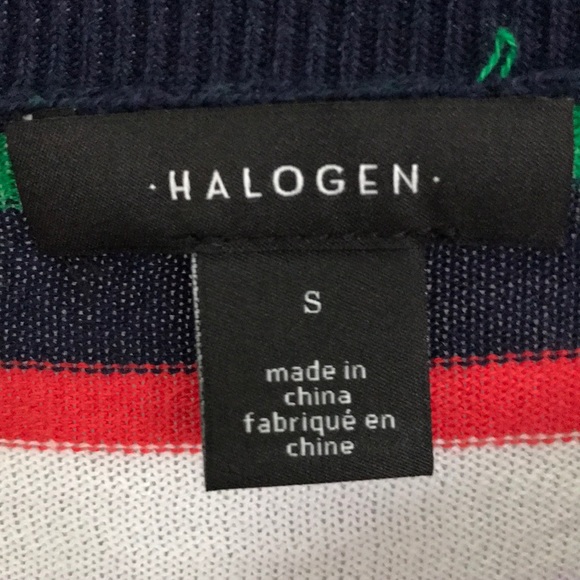 ·HALOGEN·
S
made in
china
fabriqué en
chine